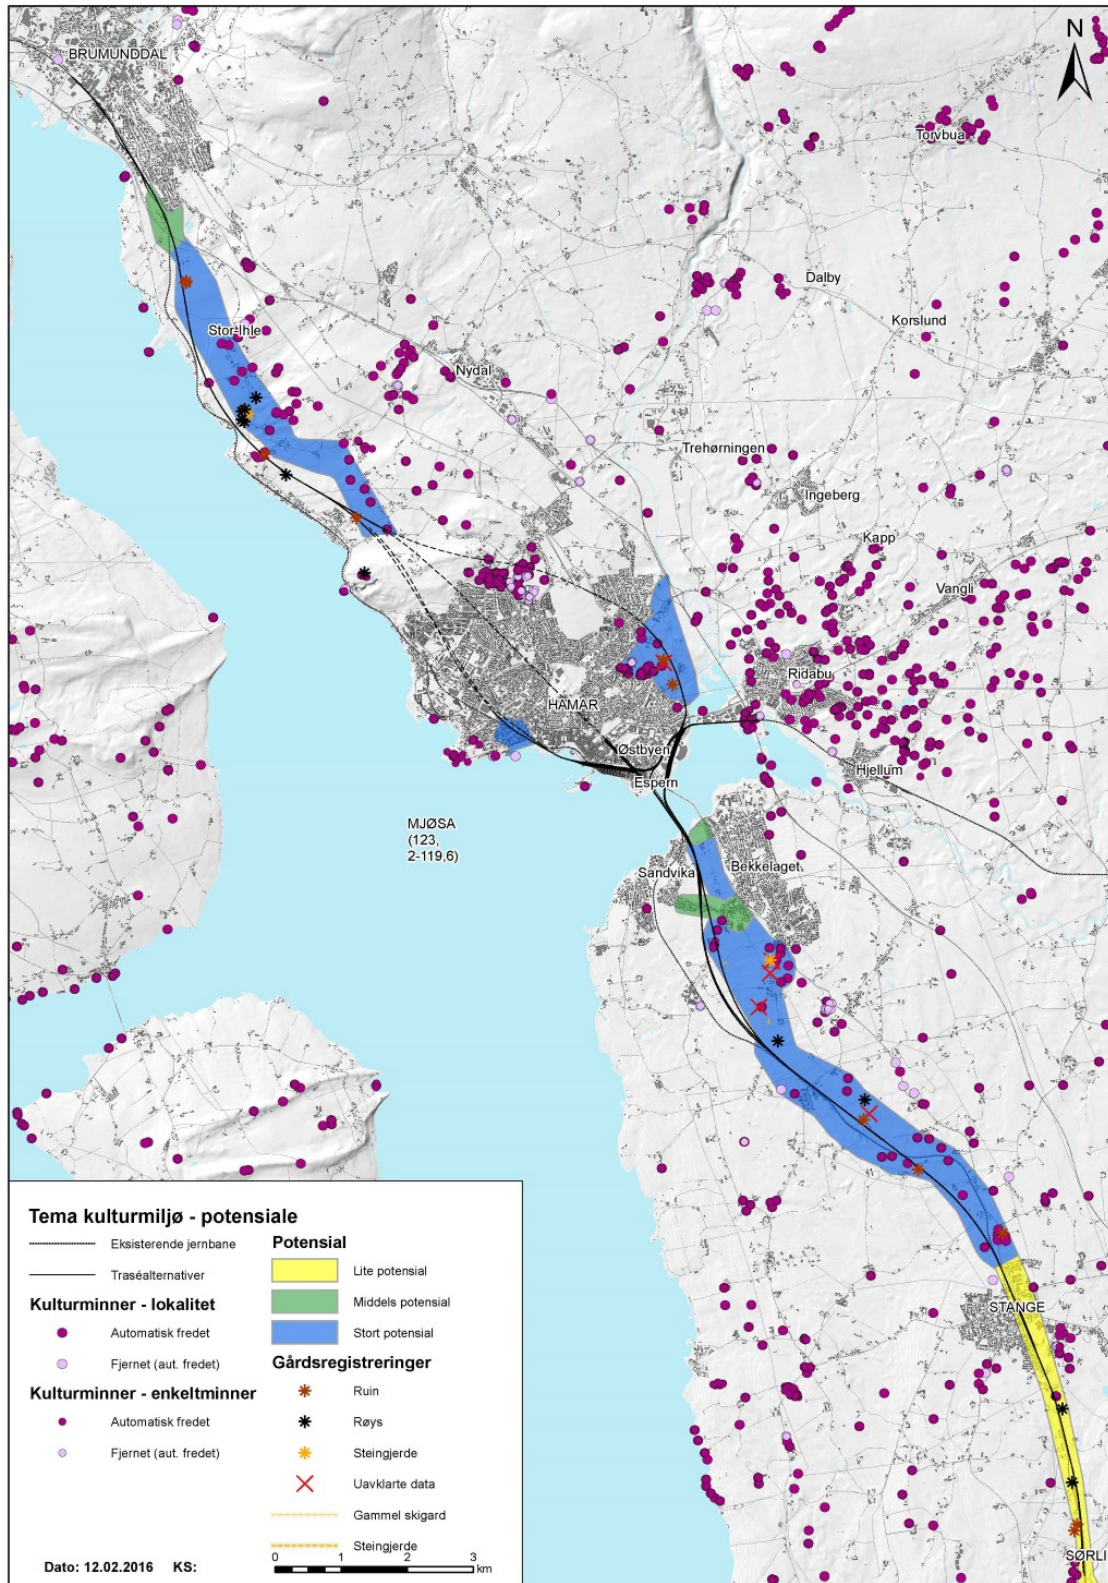 N
BRUMUNDDAL
Torvbua
Dalby
Korslund
Stor-Ihle
Nydal
Trehørningen
Ingeberg
Kapp
Vangli
Ridabu
HAMAR
Østbyen
Espern
Hjellum
MJØSA
(123,
2-119,6)
Sandvika
Bekkelaget
STANGE
SØRLI
Tema kulturmiljø - potensiale
Eksisterende jernbane
Traséalternativer
Kulturminner - lokalitet
Automatisk fredet
Fjernet (aut. fredet)
Kulturminner - enkeltminner
Automatisk fredet
Fjernet (aut. fredet)
Potensial
Lite potensial
Middels potensial
Stort potensial
Gårdsregistreringer
Ruin
Røys
Steingjerde
Uavklarte data
Gammel skigard
Steingjerde
Dato: 12.02.2016 KS:
0 1 2 3
km